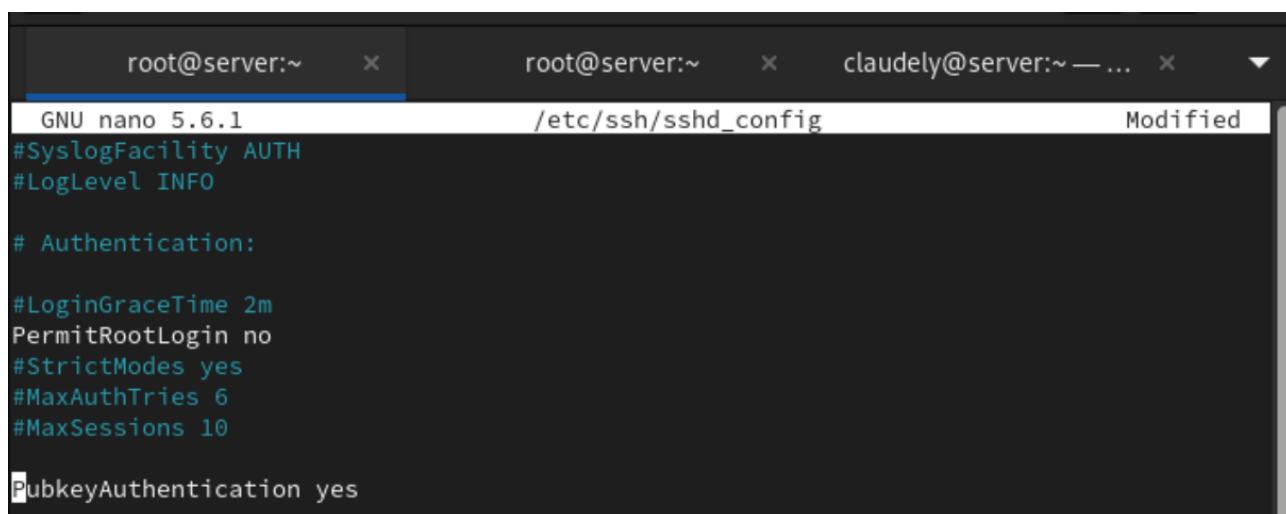 root@server:~ × root@server:~ × claudely@server:~ — ... ×
GNU nano 5.6.1 /etc/ssh/sshd_config Modified
#SyslogFacility AUTH
#LogLevel INFO
# Authentication:
#LoginGraceTime 2m
PermitRootLogin no
#StrictModes yes
#MaxAuthTries 6
#MaxSessions 10
PubkeyAuthentication yes